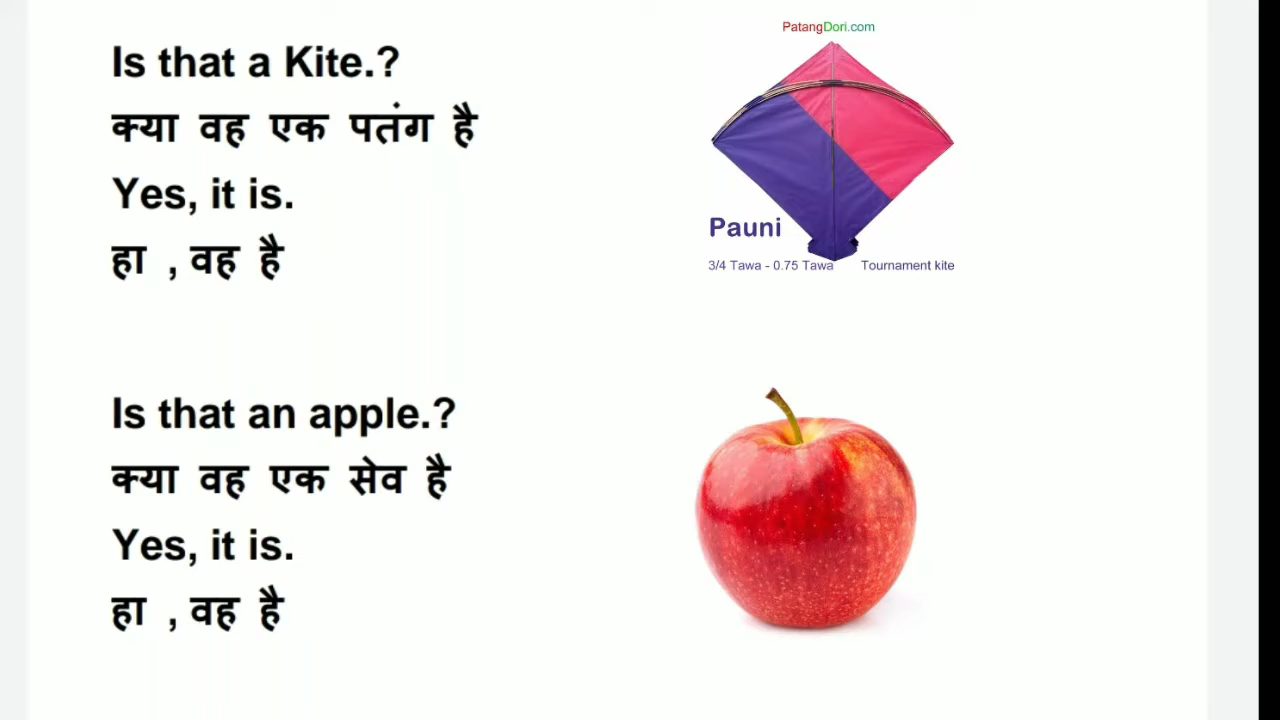 Is that a Kite.?
क्या वह एक पतंग है
Yes, it is.
हा , वह है
PatangDori.com
Pauni
3/4 Tawa - 0.75 Tawa Tournament kite
Is that an apple.?
क्या वह एक सेव है
Yes, it is.
हा , वह है